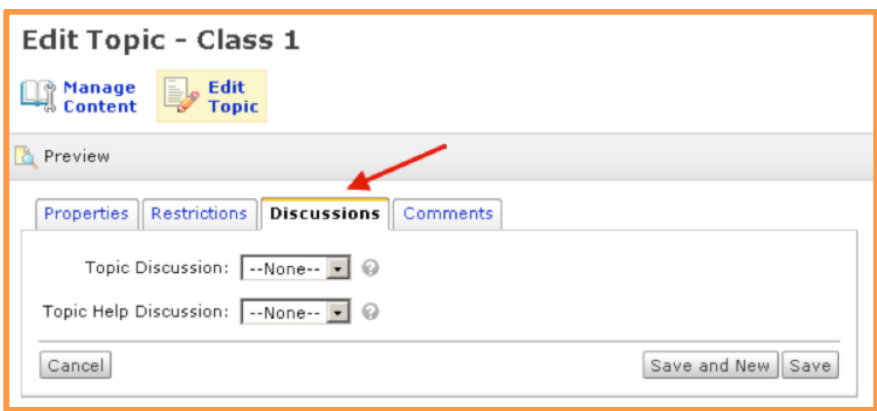 Edit Topic - Class 1
Manage
Content
Edit
Topic
Preview
Properties Restrictions Discussions Comments
Topic Discussion: --None--
Topic Help Discussion: --None--
Cancel Save and New Save